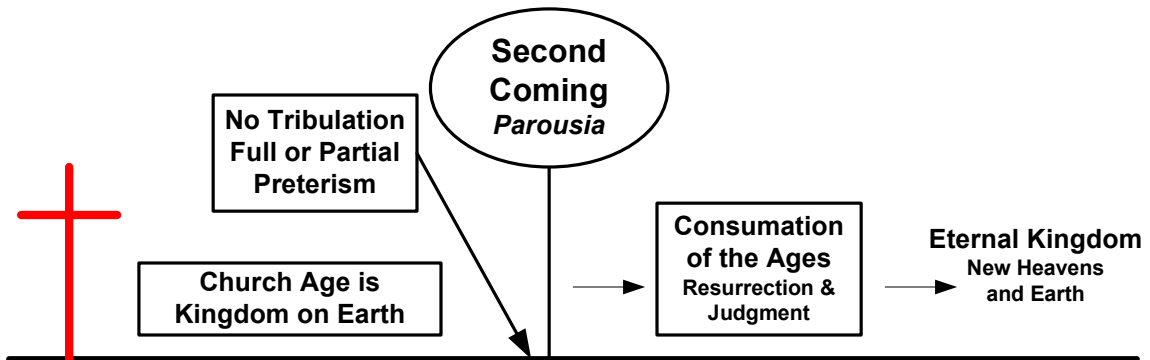 Second
Coming
Parousia
No Tribulation
Full or Partial
Preterism
Church Age is
Kingdom on Earth
Consumation
of the Ages
Resurrection &
Judgment
Eternal Kingdom
New Heavens
and Earth